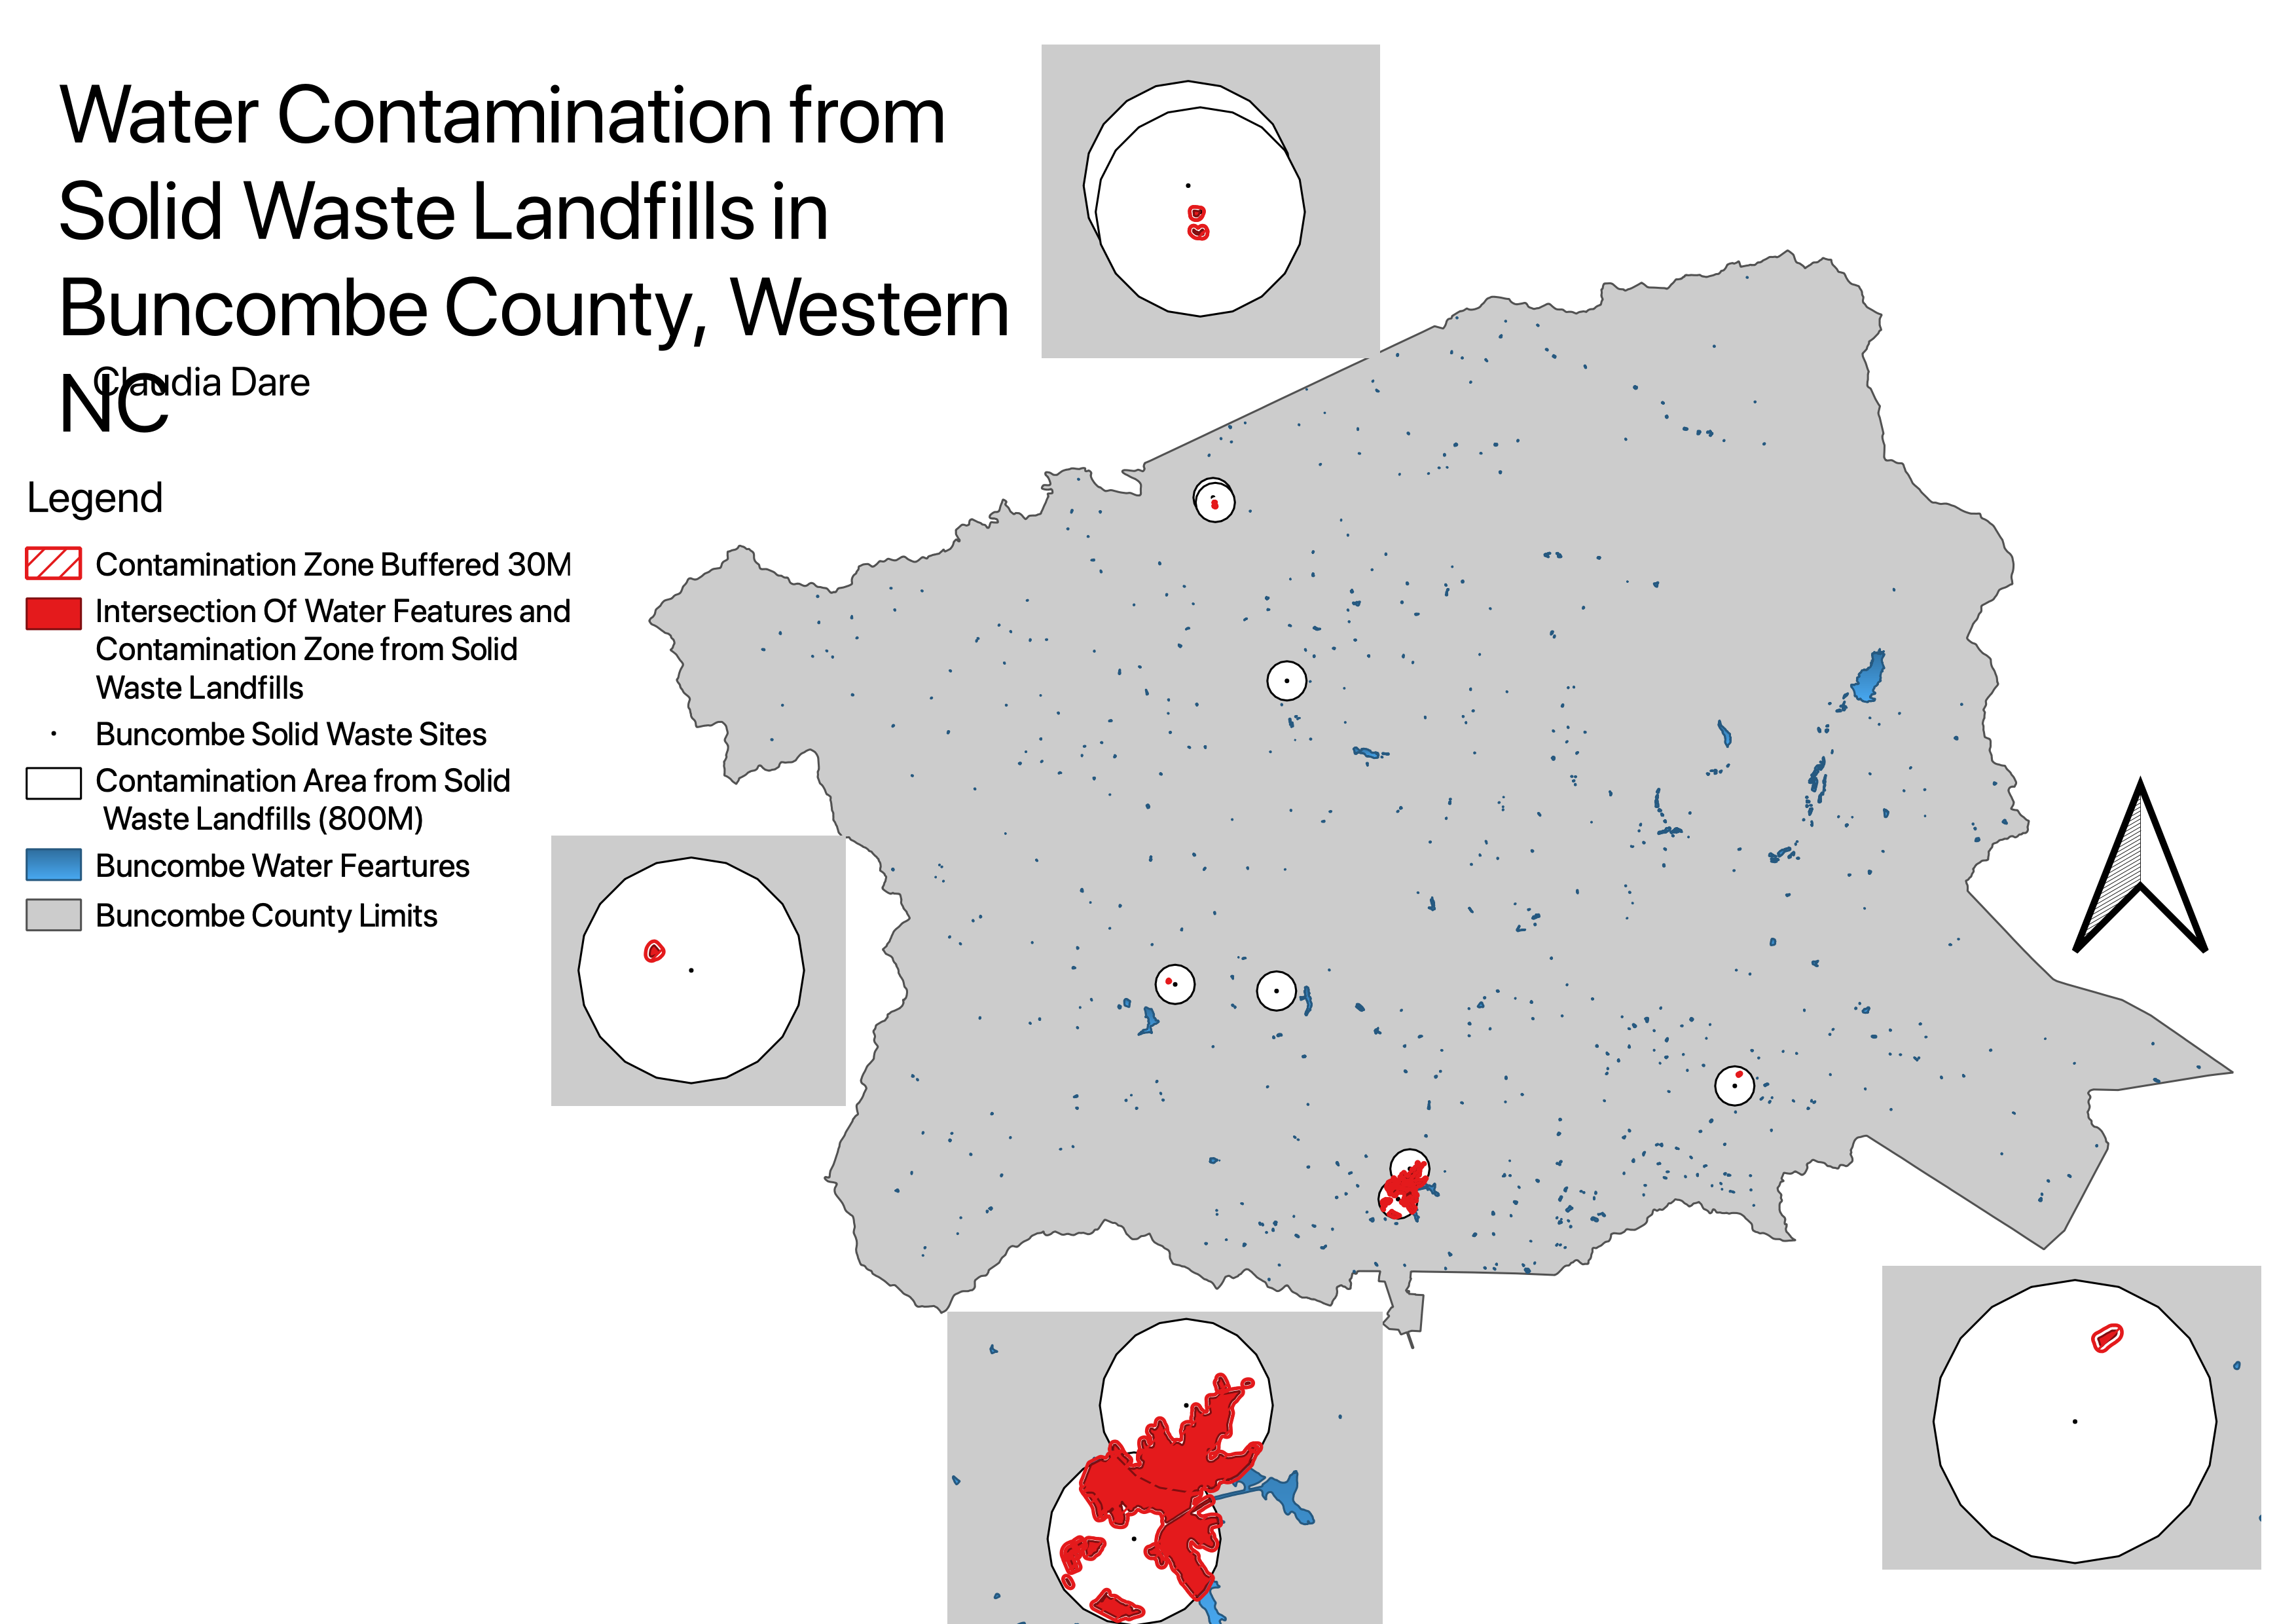 Water Contamination from
Solid Waste Landfills in
Buncombe County, Western
NC
Claudia Dare
Legend
Contamination Zone Buffered 30M
Intersection Of Water Features and
Contamination Zone from Solid
Waste Landfills
Buncombe Solid Waste Sites
Contamination Area from Solid
Waste Landfills (800M)
Buncombe Water Feartures
Buncombe County Limits